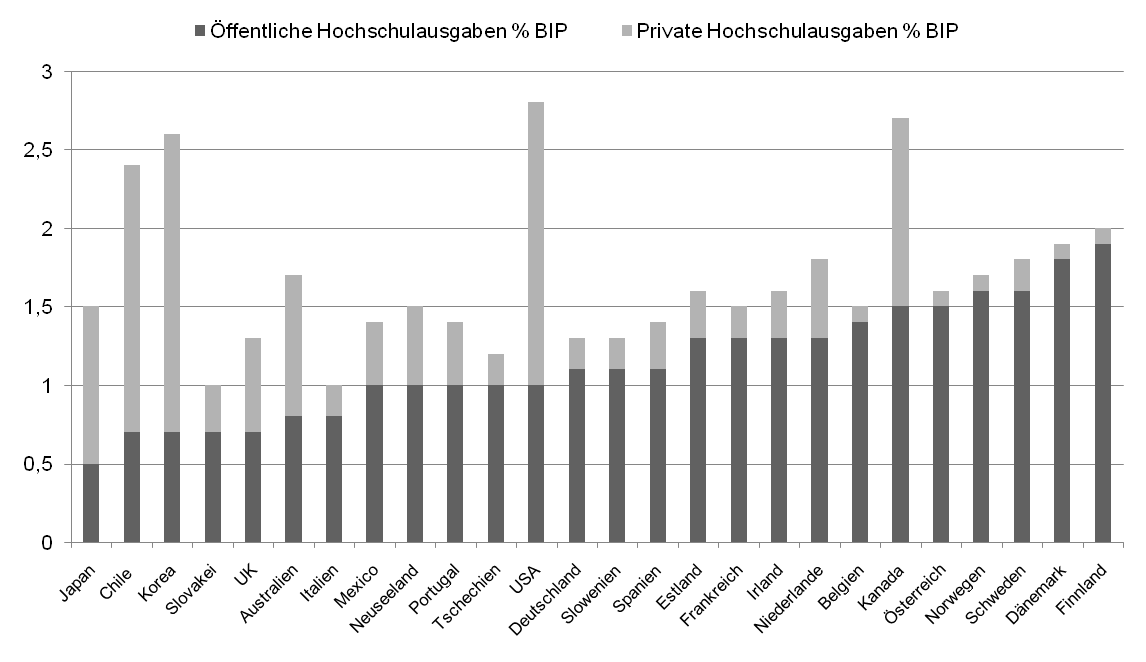 Öffentliche Hochschulausgaben % BIP
Private Hochschulausgaben % BIP
3
2,5
2
1,5
1
0,5
0
Japan
Chile
Korea
Slovakei
UK
Australien
Italien
Mexico
Neuseeland
Portugal
Tschechien
USA
Deutschland
Slowenien
Spanien
Estland
Frankreich
Irland
Niederlande
Belgien
Kanada
Österreich
Norwegen
Schweden
Dänemark
Finnland